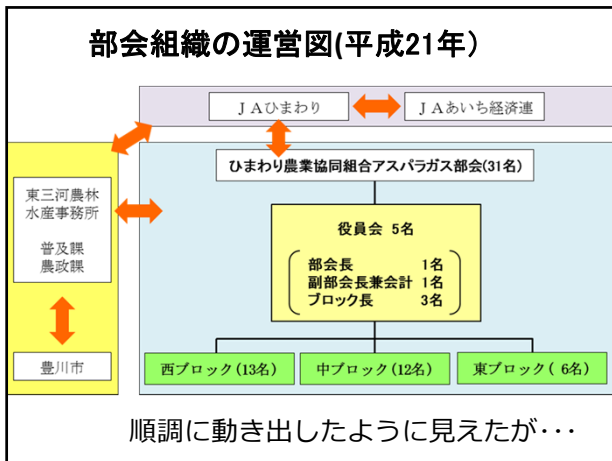 部会組織の運営図(平成21年）
ＪＡひまわり
ＪＡあいち経済連
ひまわり農業協同組合アスパラガス部会(31名)
東三河農林
水産事務所
普及課
農政課
役員会 5名
部会長 1名
副部会長兼会計 1名
ブロック長 3名
豊川市
西ブロック(13名)
中ブロック(12名)
東ブロック( 6名)
順調に動き出したように見えたが･･･